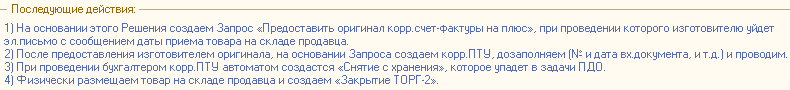 Последующие действия:
1) На основании этого Решения создаем Запрос «Предоставить оригинал корр.счет-фактуры на плюс», при проведении которого изготовителю уйдет
эл.письмо с сообщением даты приема товара на складе продавца.
2) После предоставления изготовителем оригинала, на основании Запроса создаем корр.ПТУ, дозаполняем (№ и дата вх.документа, и т.д.) и проводим.
3) При проведении бухгалтером корр.ПТУ автоматом создастся «Снятие с хранения», которое упадет в задачи ПДО.
4) Физически размещаем товар на складе продавца и создаем «Закрытие ТОРГ-2».